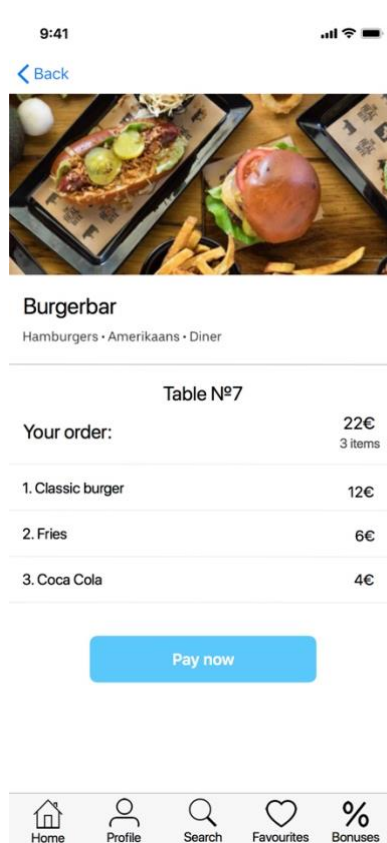 9:41
Back
Burgerbar
Hamburgers • Amerikaans • Diner
Table Nº7
Your order:
22€
3 items
1. Classic burger
12€
2. Fries
6€
3. Coca Cola
4€
Pay now
Home
Profile
Search
Favourites
%
Bonuses